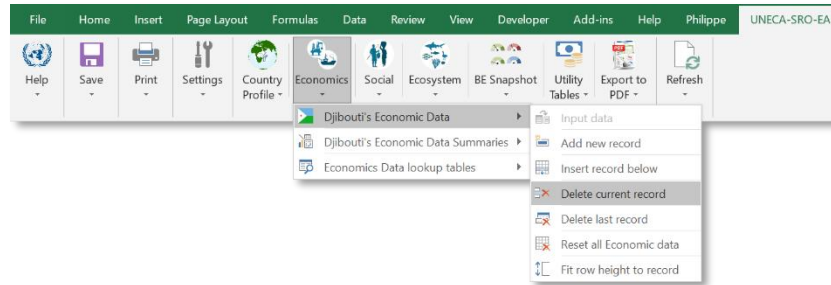 File Home Insert Page Layout Formulas Data Review View Developer Add-ins Help Philippe UNECA-SRO-EA
Help Save Print Settings Country Profile Economics Social Ecosystem BE Snapshot Utility Tables Export to PDF Refresh
Djibouti's Economic Data
Djibouti's Economic Data Summaries
Economics Data lookup tables
Input data
Add new record
Insert record below
Delete current record
Delete last record
Reset all Economic data
Fit row height to record